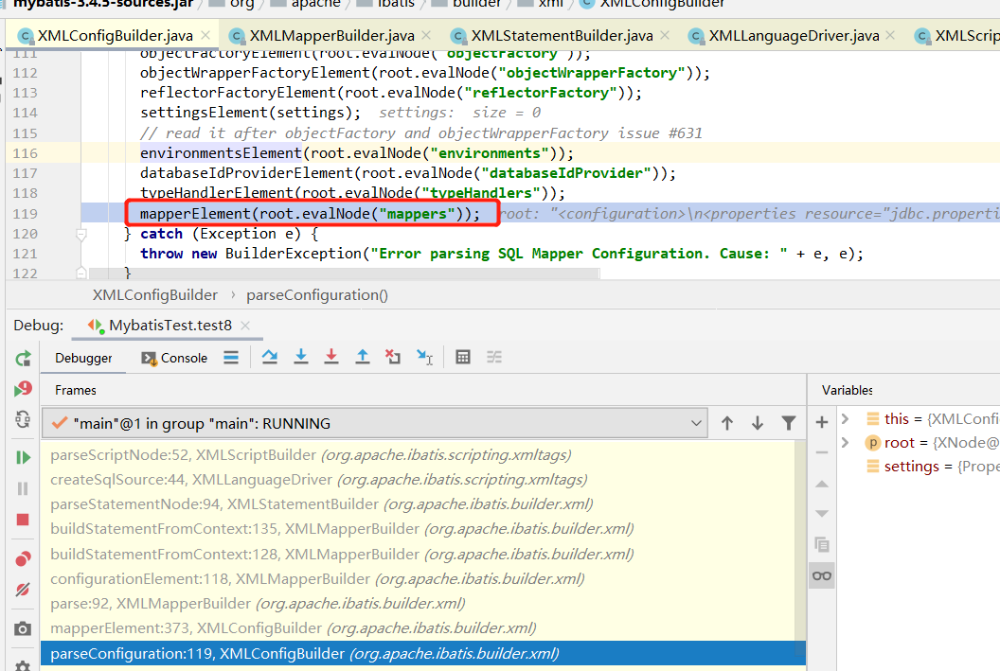 mybatis-3.4.5-sources.jar org apache ibatis builder xml XMLConfigBuilder
XMLConfigBuilder.java XMLMapperBuilder.java XMLStatementBuilder.java XMLLanguageDriver.java XMLScrip
111 objectFactoryElement(root.evalNode("objectFactory"));
112 objectWrapperFactoryElement(root.evalNode("objectWrapperFactory"));
113 reflectorFactoryElement(root.evalNode("reflectorFactory"));
114 settingsElement(settings); settings: size = 0
115 // read it after objectFactory and objectWrapperFactory issue #631
116 environmentsElement(root.evalNode("environments"));
117 databaseIdProviderElement(root.evalNode("databaseIdProvider"));
118 typeHandlerElement(root.evalNode("typeHandlers"));
119 mapperElement(root.evalNode("mappers")); root: "<configuration>\n<properties resource="jdbc.properti
120 } catch (Exception e) {
121 throw new BuilderException("Error parsing SQL Mapper Configuration. Cause: " + e, e);
122 }
XMLConfigBuilder › parseConfiguration()
Debug: MybatisTest.test8
Debugger Console
Frames Variables
"main"@1 in group "main": RUNNING
parseScriptNode:52, XMLScriptBuilder (org.apache.ibatis.scripting.xmltags)
createSqlSource:44, XMLLanguageDriver (org.apache.ibatis.scripting.xmltags)
parseStatementNode:94, XMLStatementBuilder (org.apache.ibatis.builder.xml)
buildStatementFromContext:135, XMLMapperBuilder (org.apache.ibatis.builder.xml)
buildStatementFromContext:128, XMLMapperBuilder (org.apache.ibatis.builder.xml)
configurationElement:118, XMLMapperBuilder (org.apache.ibatis.builder.xml)
parse:92, XMLMapperBuilder (org.apache.ibatis.builder.xml)
mapperElement:373, XMLConfigBuilder (org.apache.ibatis.builder.xml)
parseConfiguration:119, XMLConfigBuilder (org.apache.ibatis.builder.xml)
this = {XMLConfi
root = {XNode@
settings = {Prope